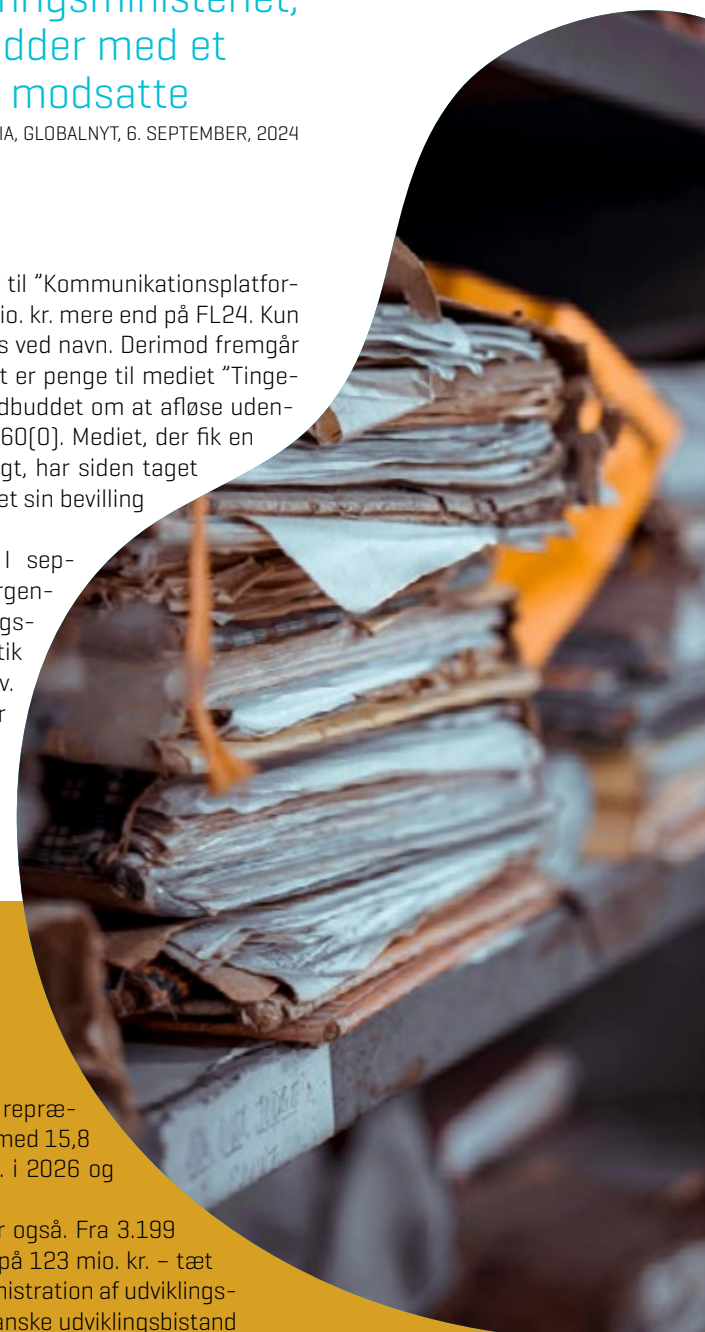 ringsministeriet,
dder med et
modsatte
IA, GLOBALNYT, 6. SEPTEMBER, 2024
til ”Kommunikationsplatfor-
io. kr. mere end på FL24. Kun
s ved navn. Derimod fremgår
t er penge til mediet ”Tinge-
dbuddet om at afløse uden-
60[0]. Mediet, der fik en
gt, har siden taget
et sin bevilling
I sep-
rgen-
gs-
tik
v.
r
repræ-
med 15,8
. i 2026 og
r også. Fra 3.199
på 123 mio. kr. – tæt
nistration af udviklings-
anske udviklingsbistand